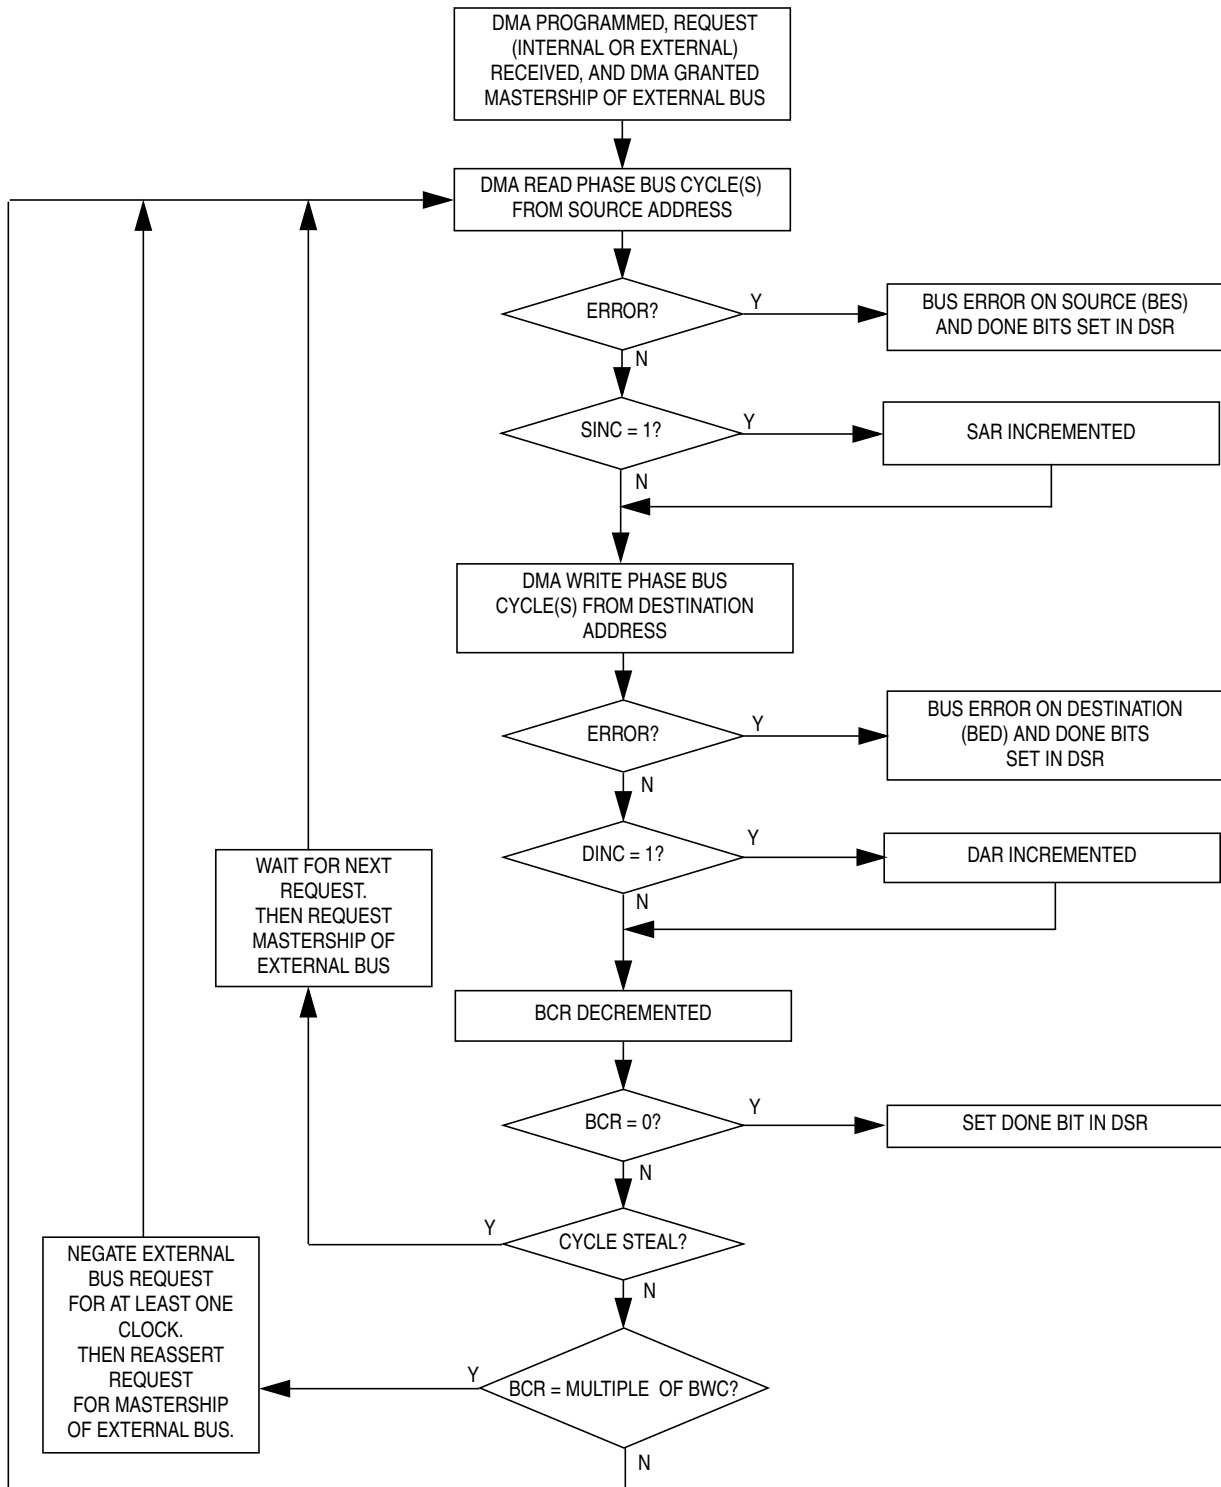 DMA PROGRAMMED, REQUEST
(INTERNAL OR EXTERNAL)
RECEIVED, AND DMA GRANTED
MASTERSHIP OF EXTERNAL BUS
DMA READ PHASE BUS CYCLE(S)
FROM SOURCE ADDRESS
ERROR?
Y
BUS ERROR ON SOURCE (BES)
AND DONE BITS SET IN DSR
N
SINC = 1?
Y
SAR INCREMENTED
N
DMA WRITE PHASE BUS
CYCLE(S) FROM DESTINATION
ADDRESS
ERROR?
Y
BUS ERROR ON DESTINATION
(BED) AND DONE BITS
SET IN DSR
N
DINC = 1?
Y
DAR INCREMENTED
N
WAIT FOR NEXT
REQUEST.
THEN REQUEST
MASTERSHIP OF
EXTERNAL BUS
BCR DECREMENTED
BCR = 0?
Y
SET DONE BIT IN DSR
N
CYCLE STEAL?
Y
N
NEGATE EXTERNAL
BUS REQUEST
FOR AT LEAST ONE
CLOCK.
THEN REASSERT
REQUEST
FOR MASTERSHIP
OF EXTERNAL BUS.
Y
BCR = MULTIPLE OF BWC?
N